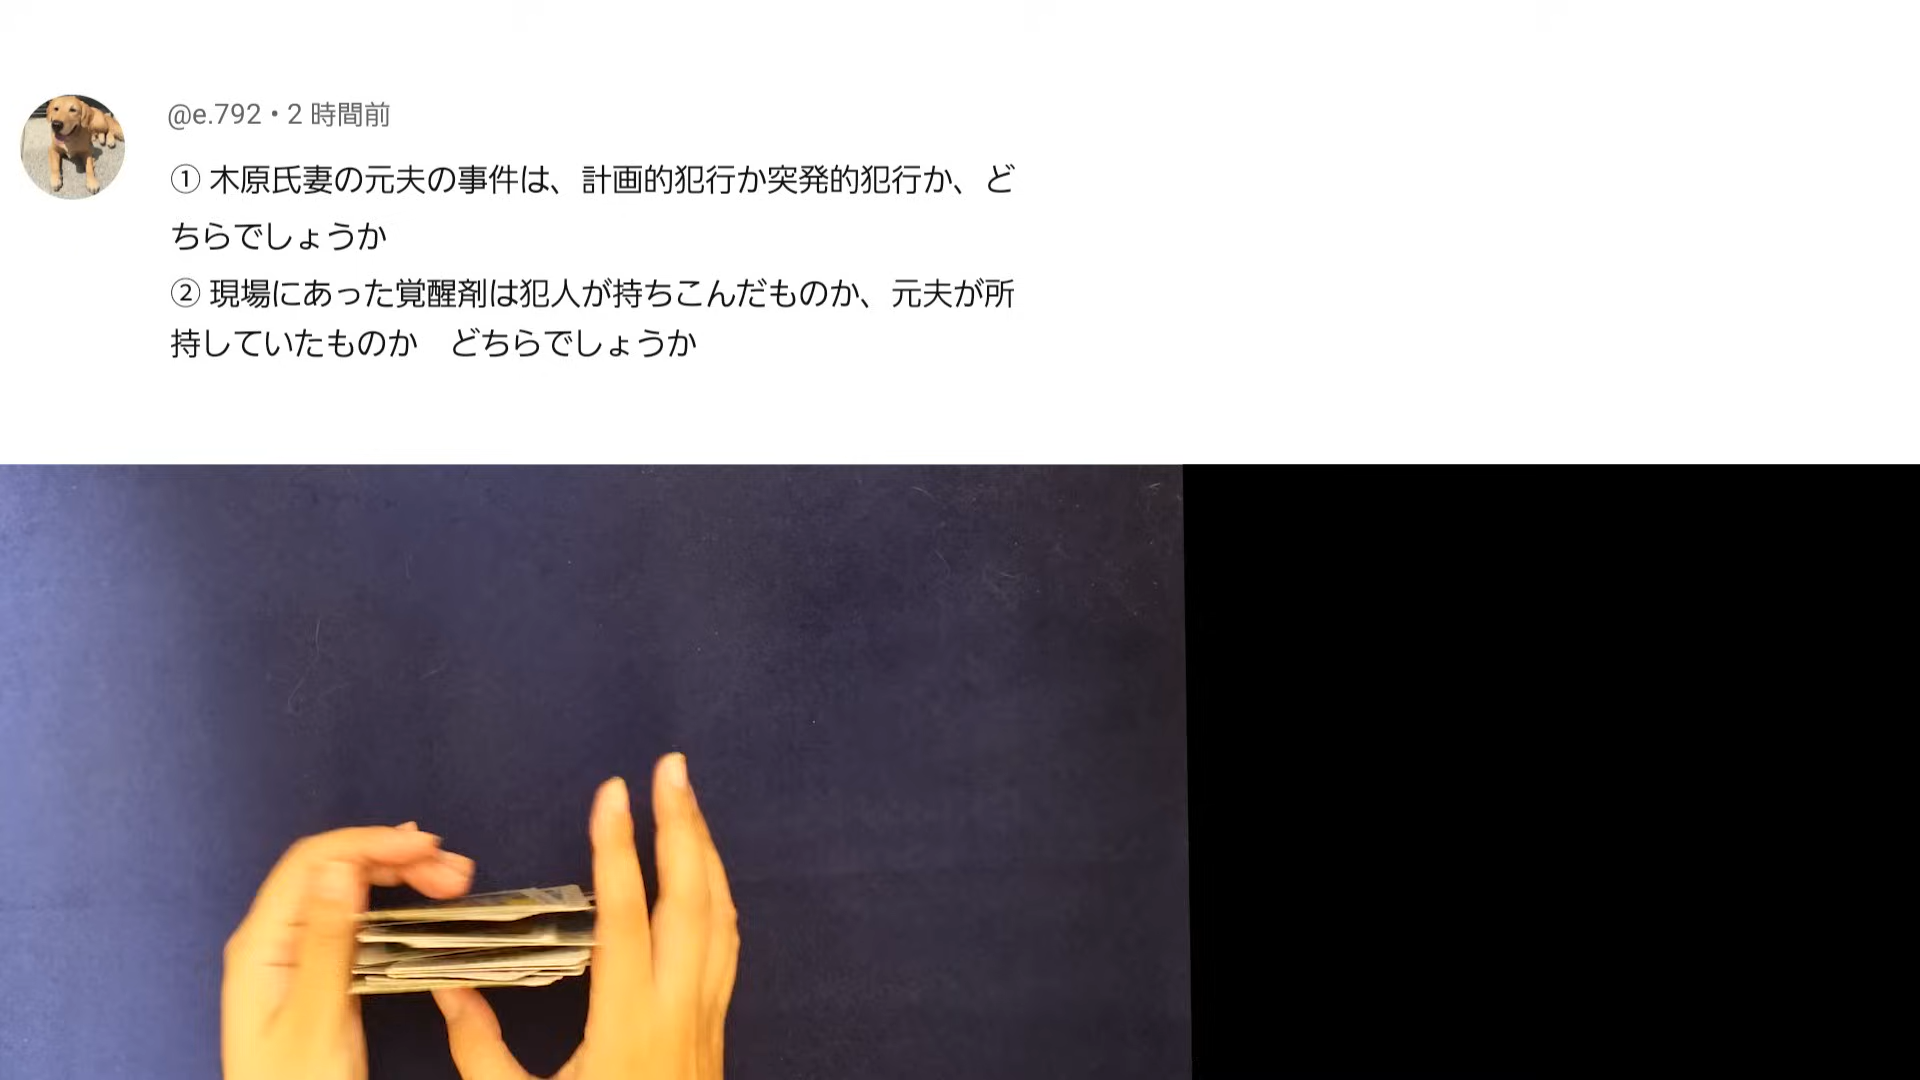 @e.792・2 時間前
① 木原氏妻の元夫の事件は、計画的犯行か突発的犯行か、ど
ちらでしょうか
② 現場にあった覚醒剤は犯人が持ちこんだものか、元夫が所
持していたものか　どちらでしょうか